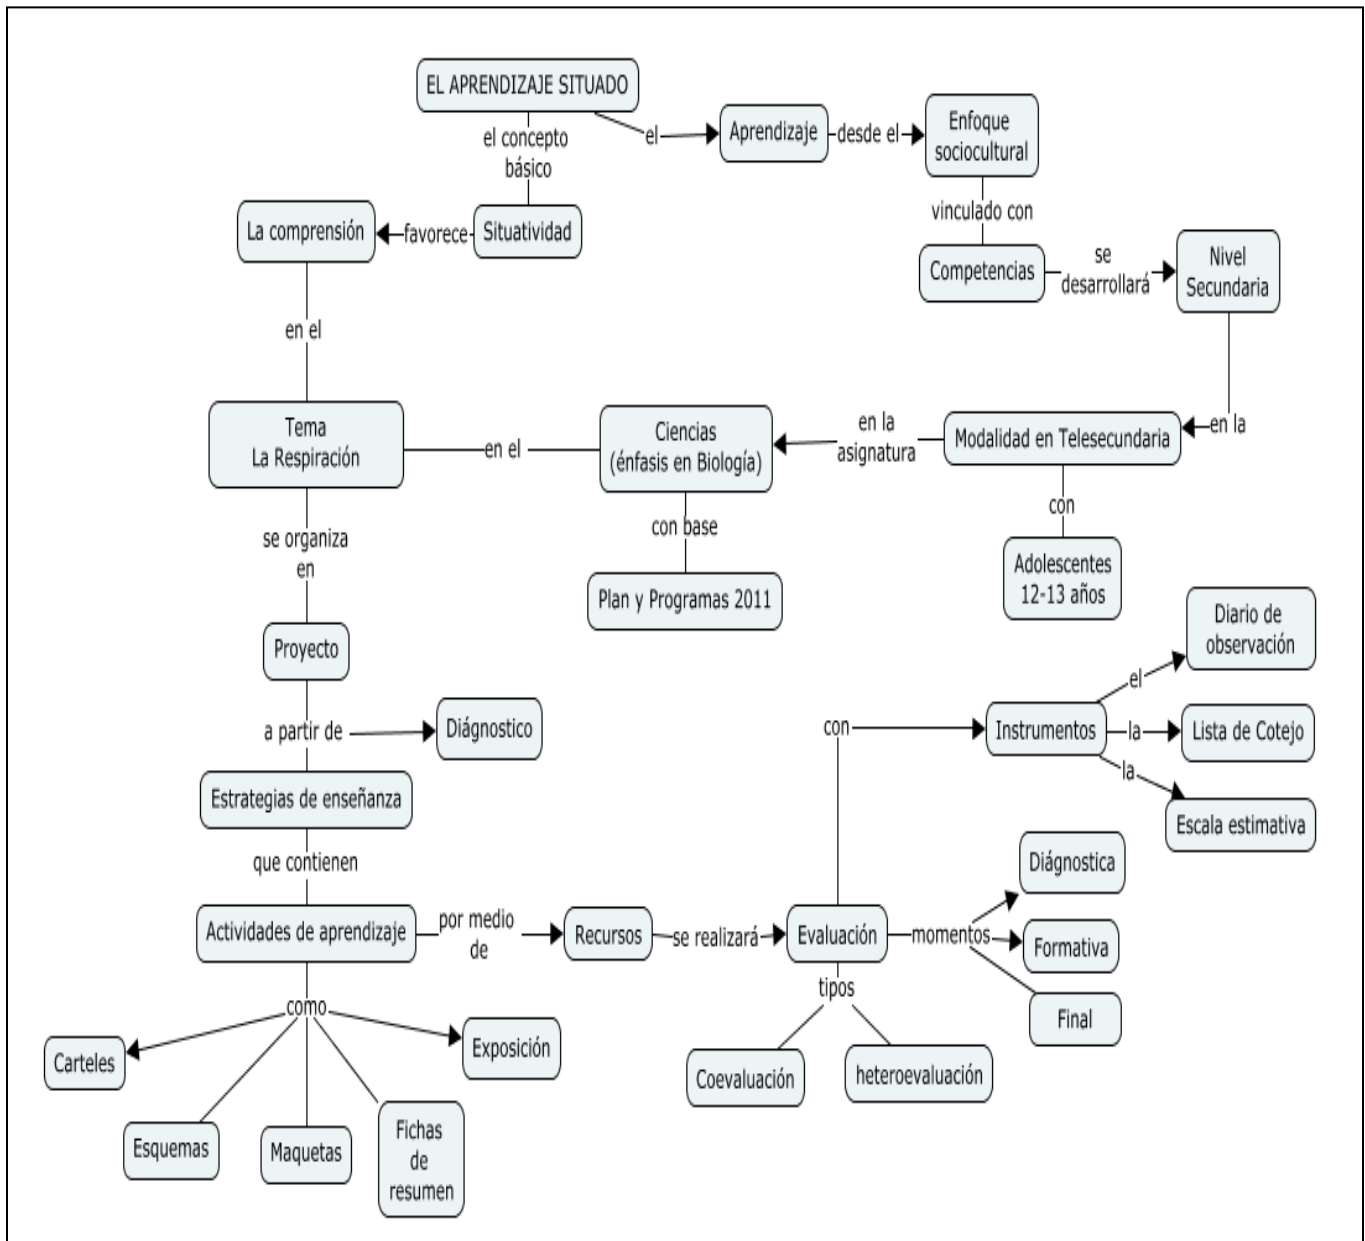 EL APRENDIZAJE SITUADO
el concepto
básico
el
Aprendizaje
desde el
Enfoque
sociocultural
vinculado con
La comprensión
favorece
Situatividad
Competencias
se
desarrollará
Nivel
Secundaria
en el
Tema
La Respiración
en el
Ciencias
(énfasis en Biología)
en la
asignatura
Modalidad en Telesecundaria
en la
con base
Plan y Programas 2011
con
Adolescentes
12-13 años
se organiza
en
Proyecto
a partir de
Diágnostico
Estrategias de enseñanza
que contienen
con
Instrumentos
el
Diario de
observación
la
Lista de Cotejo
la
Escala estimativa
Actividades de aprendizaje
por medio
de
Recursos
se realizará
Evaluación
momentos
Diágnostica
Formativa
Final
tipos
Coevaluación
heteroevaluación
como
Carteles
Esquemas
Maquetas
Fichas
de
resumen
Exposición